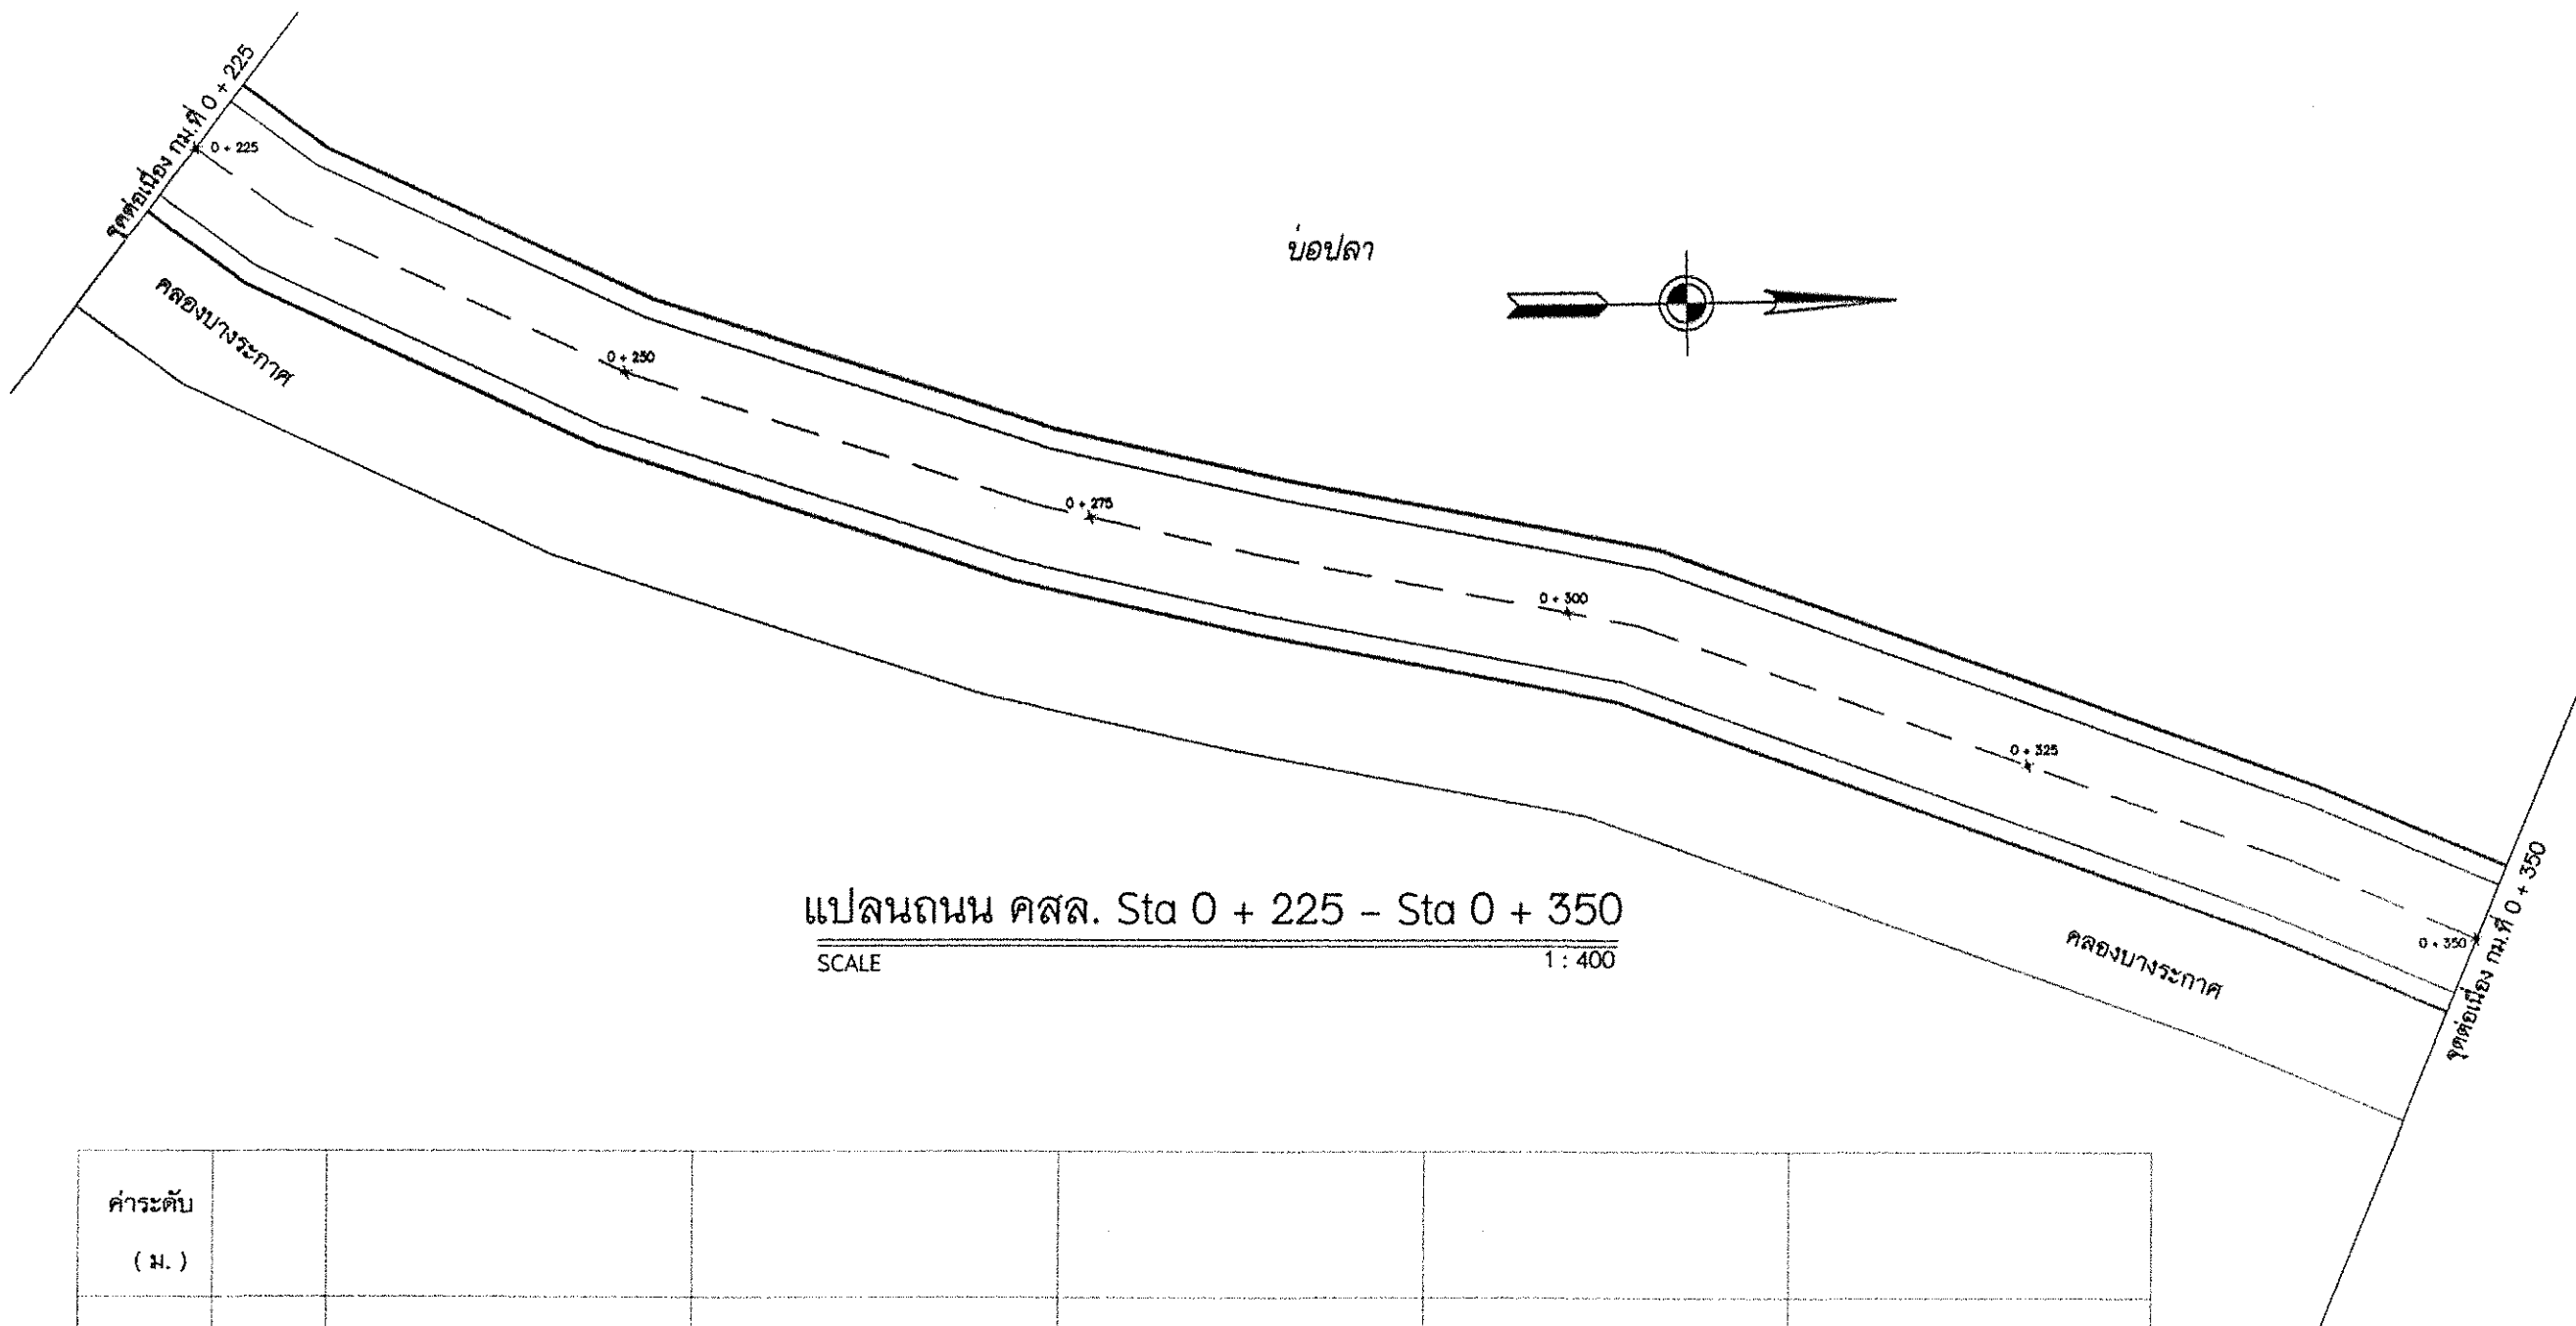 จุดต่อเนื่อง กม.ที่ 0 + 225
0 + 225
คลองบางระกาศ
บ่อปลา
0 + 250
0 + 275
0 + 300
0 + 325
0 + 350
จุดต่อเนื่อง กม.ที่ 0 + 350
คลองบางระกาศ
แปลนถนน คสล. Sta 0 + 225 - Sta 0 + 350
SCALE 1 : 400
ค่าระดับ
( ม. )